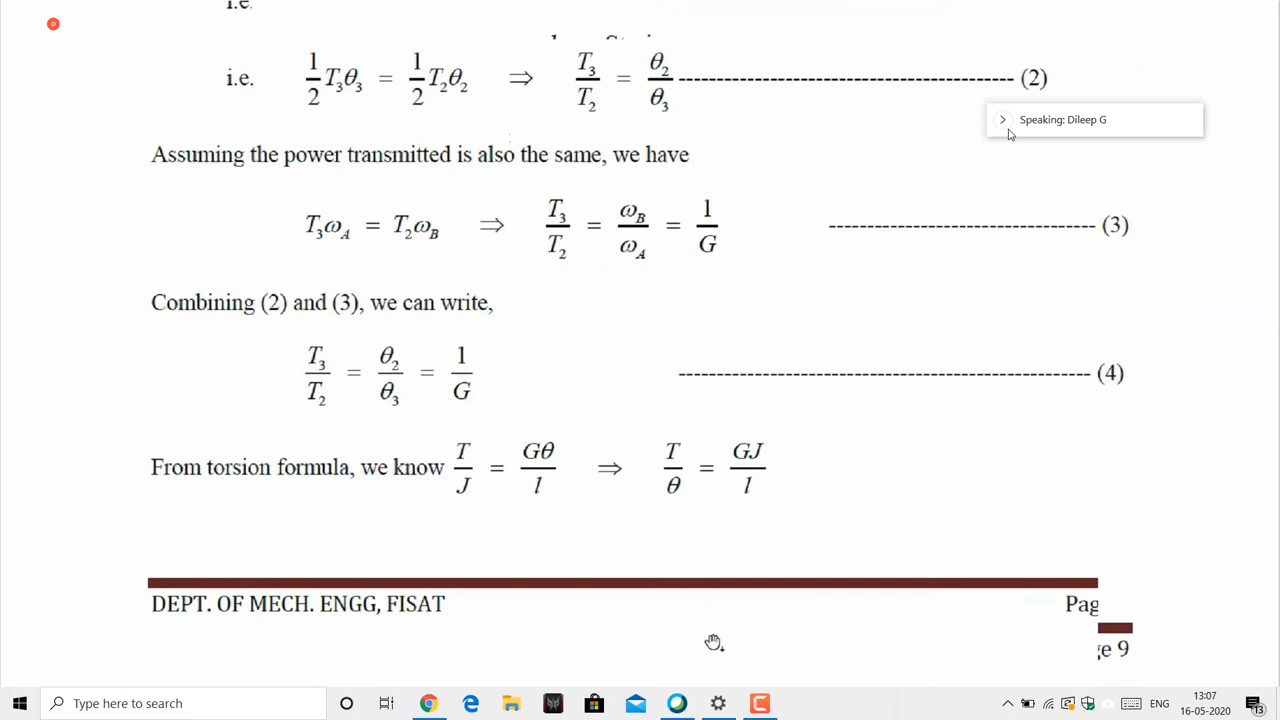 i.e.
i.e. 1/2 T₃θ₃ = 1/2 T₂θ₂ ⇒ T₃/T₂ = θ₂/θ₃ ------------------------------------------ (2)
Speaking: Dileep G
Assuming the power transmitted is also the same, we have
T₃ω_A = T₂ω_B ⇒ T₃/T₂ = ω_B/ω_A = 1/G --------------------------------- (3)
Combining (2) and (3), we can write,
T₃/T₂ = θ₂/θ₃ = 1/G ---------------------------------------------------- (4)
From torsion formula, we know T/J = Gθ/l ⇒ T/θ = GJ/l
DEPT. OF MECH. ENGG, FISAT Pag
ge 9
Type here to search
ENG
13:07
16-05-2020
13